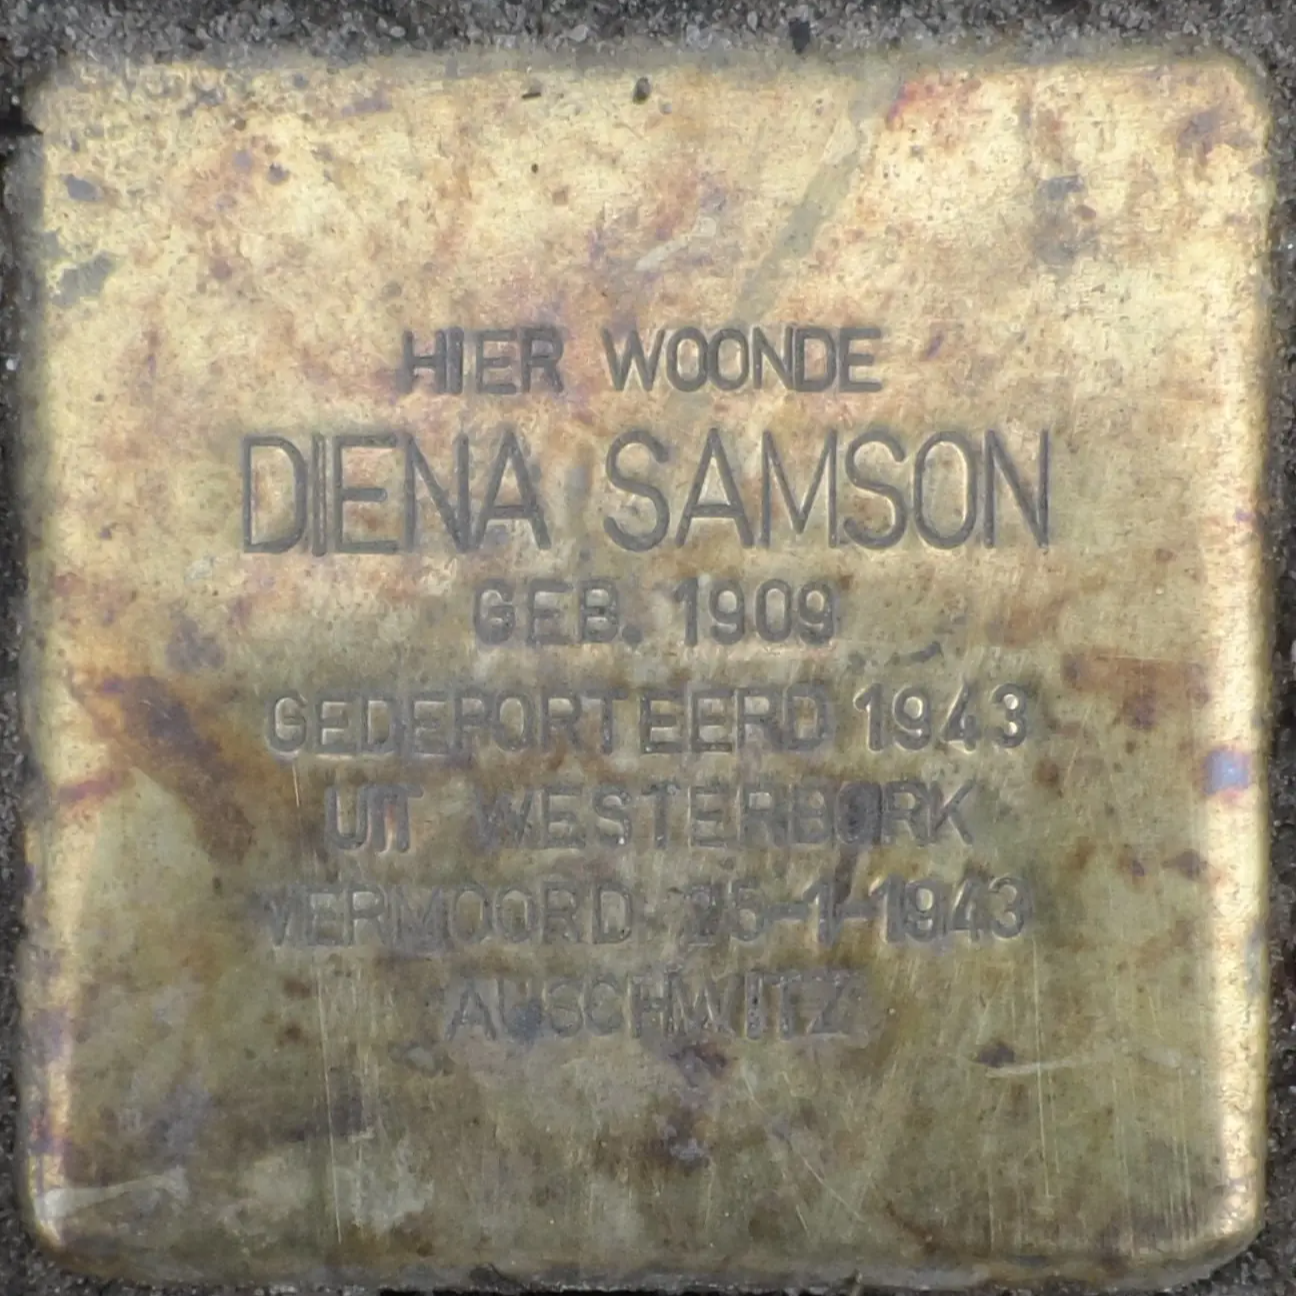 HIER WOONDE
DIENA SAMSON
GEB. 1909
GEDEPORTEERD 1943
UIT WESTERBORK
VERMOORD 25-1-1943
AUSCHWITZ